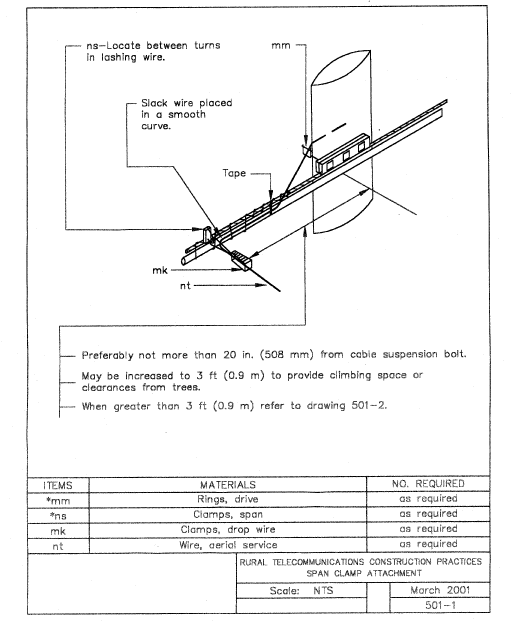 ns-Locate between turns
in lashing wire.
mm
Slack wire placed
in a smooth
curve.
Tape
mk
nt
Preferably not more than 20 in. (508 mm) from cable suspension bolt.
May be increased to 3 ft (0.9 m) to provide climbing space or
clearances from trees.
When greater than 3 ft (0.9 m) refer to drawing 501-2.
ITEMS MATERIALS NO. REQUIRED
*mm Rings, drive as required
*ns Clamps, span as required
mk Clamps, drop wire as required
nt Wire, aerial service as required
RURAL TELECOMMUNICATIONS CONSTRUCTION PRACTICES
SPAN CLAMP ATTACHMENT
Scale: NTS March 2001
501-1